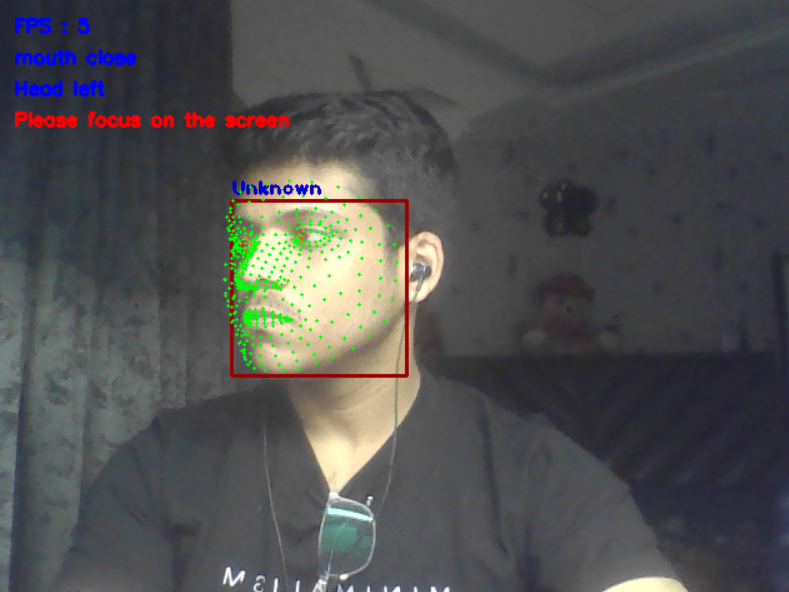 FPS : 5
mouth close
Head left
Please focus on the screen
Unknown